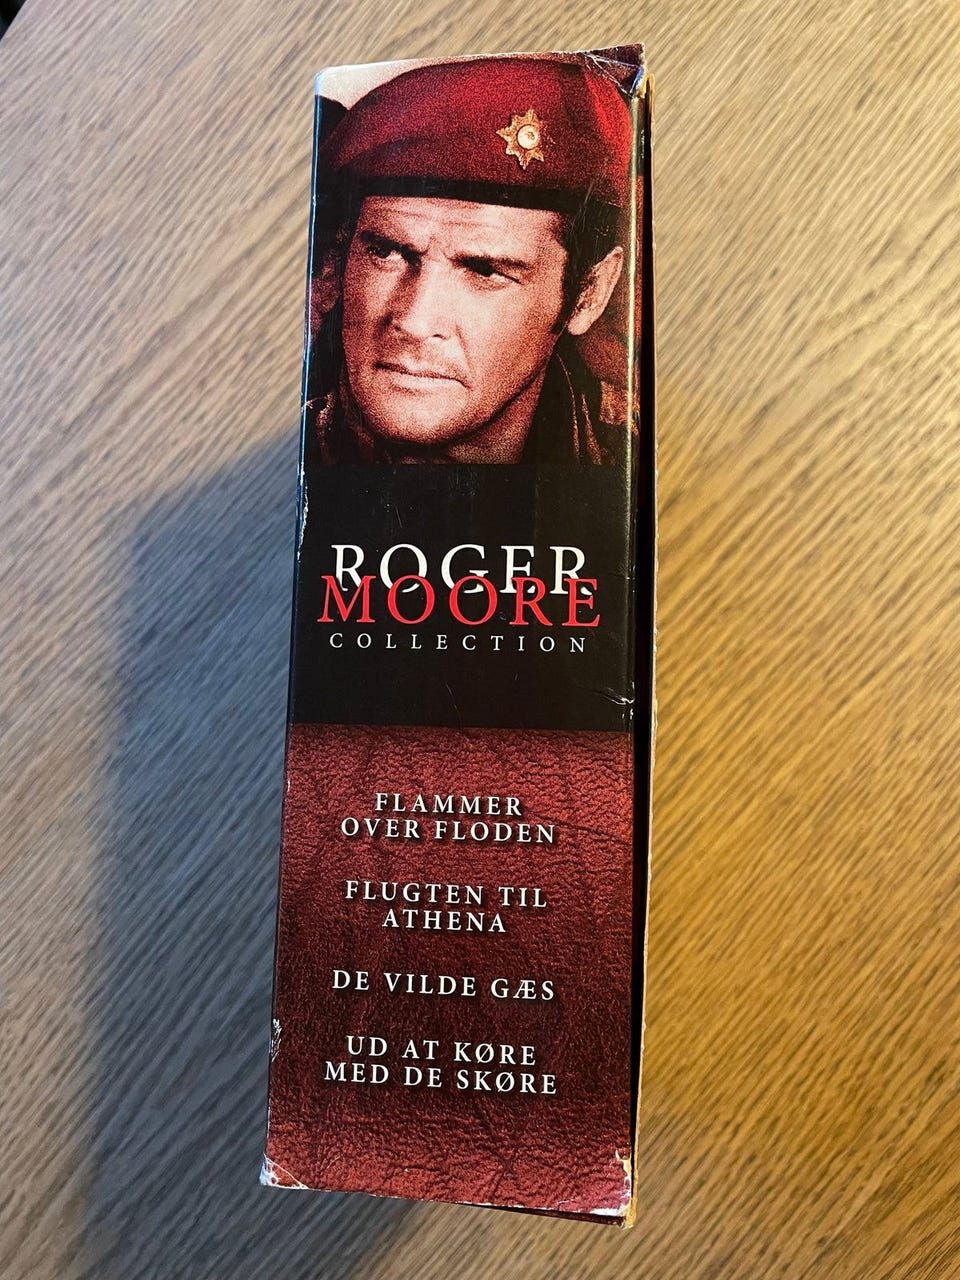 ROGER
MOORE
COLLECTION
FLAMMER
OVER FLODEN
FLUGTEN TIL
ATHENA
DE VILDE GÆS
UD AT KØRE
MED DE SKØRE